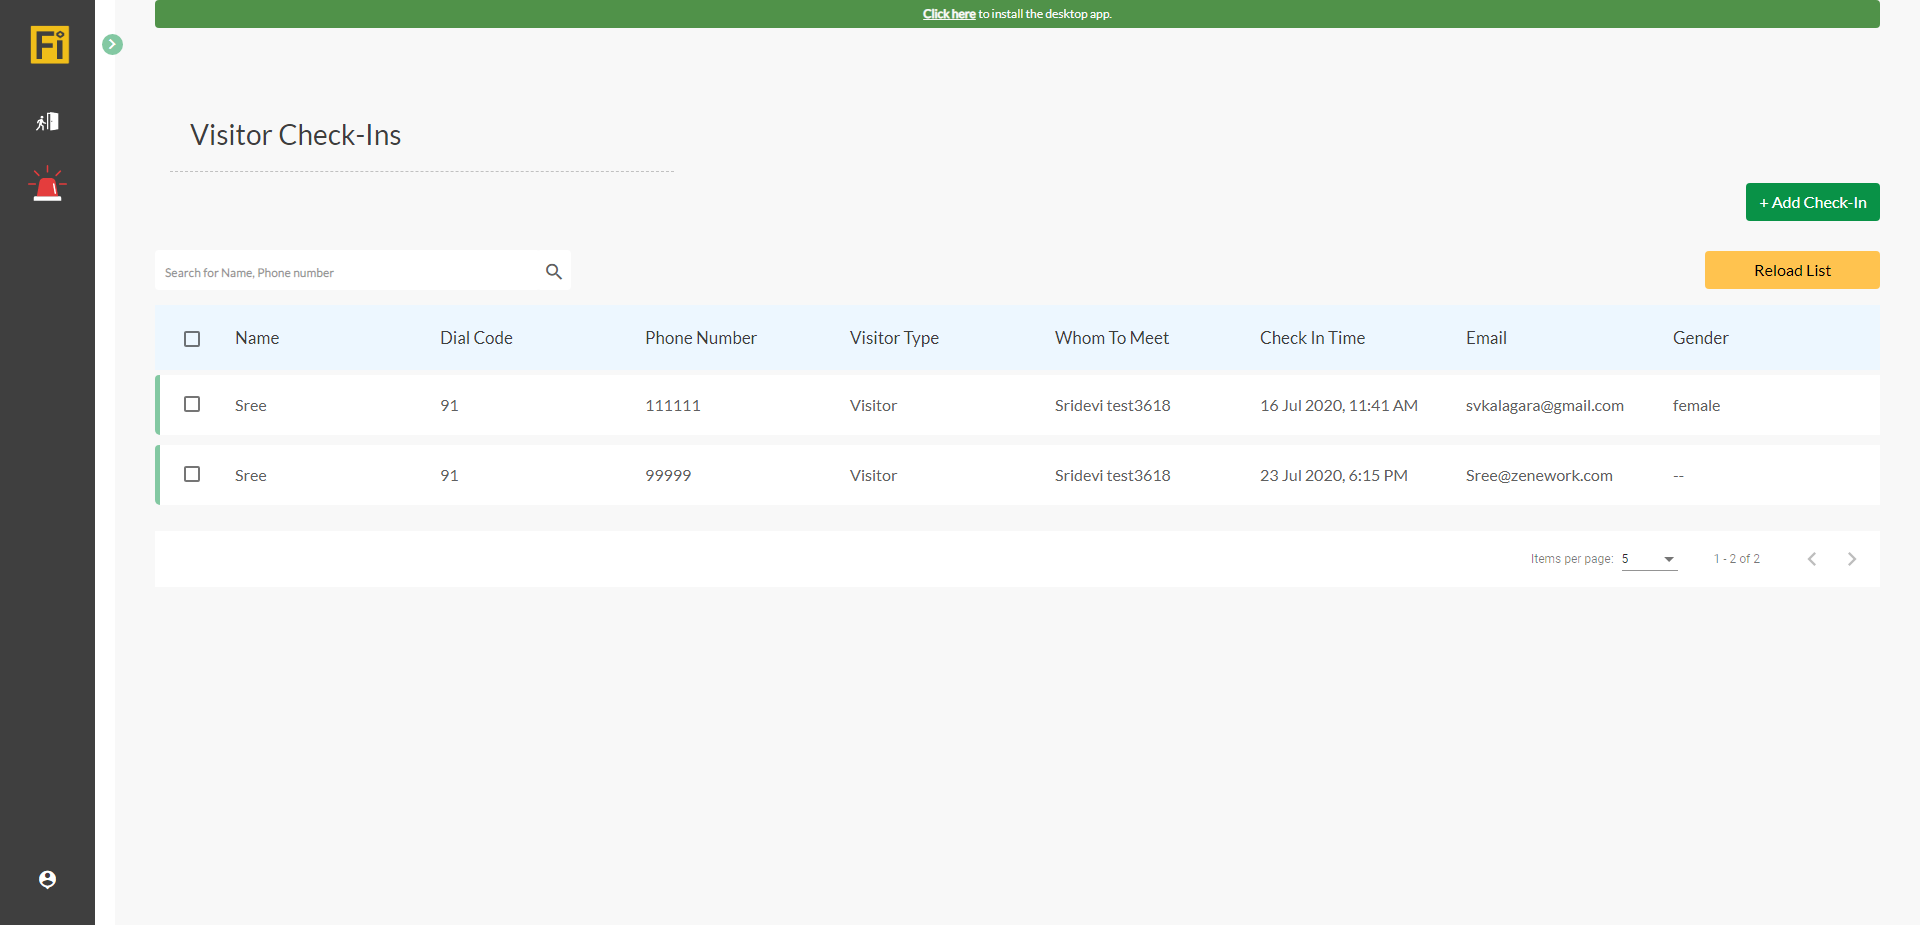 Click here to install the desktop app.
Fi
Visitor Check-Ins
+ Add Check-In
Search for Name, Phone number
Reload List
Name Dial Code Phone Number Visitor Type Whom To Meet Check In Time Email Gender
Sree 91 111111 Visitor Sridevi test3618 16 Jul 2020, 11:41 AM svkalagara@gmail.com female
Sree 91 99999 Visitor Sridevi test3618 23 Jul 2020, 6:15 PM Sree@zenework.com --
Items per page: 5 1 - 2 of 2